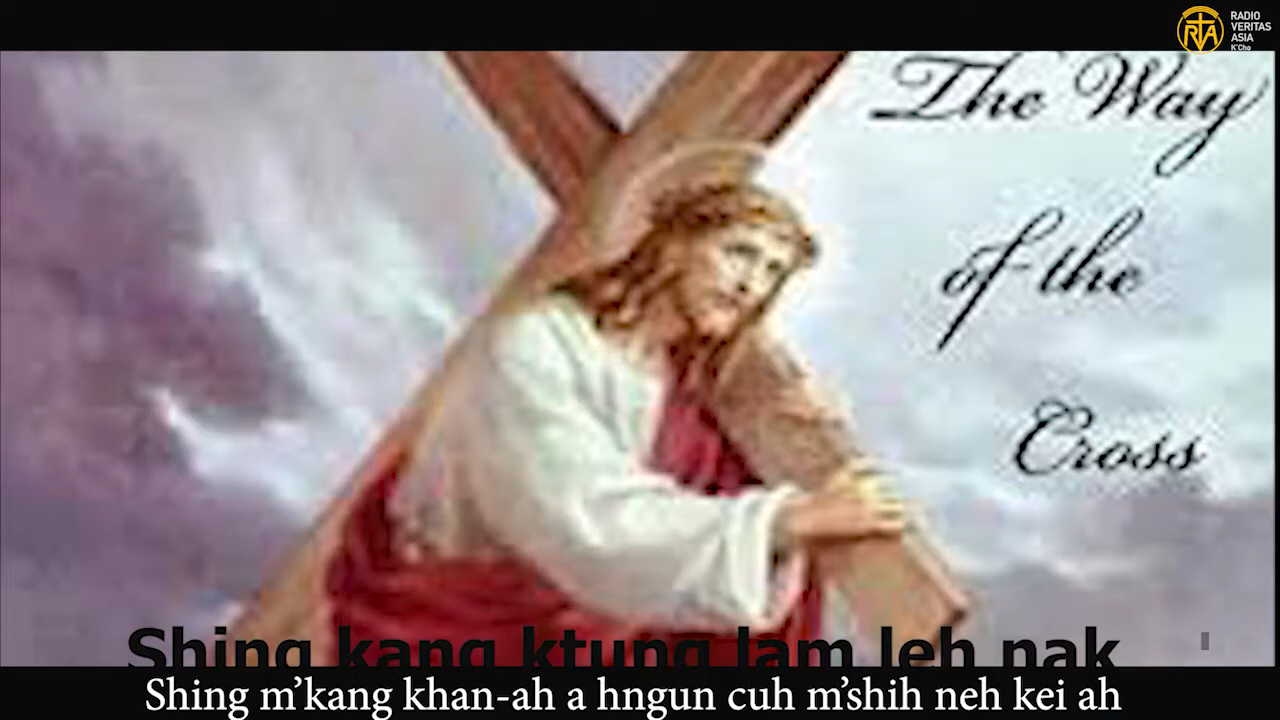 RADIO
VERITAS
ASIA
K'Cho
The Way
of the
Cross
Shing kang ktung lam leh nak
Shing m’kang khan-ah a hngun cuh m’shih neh kei ah